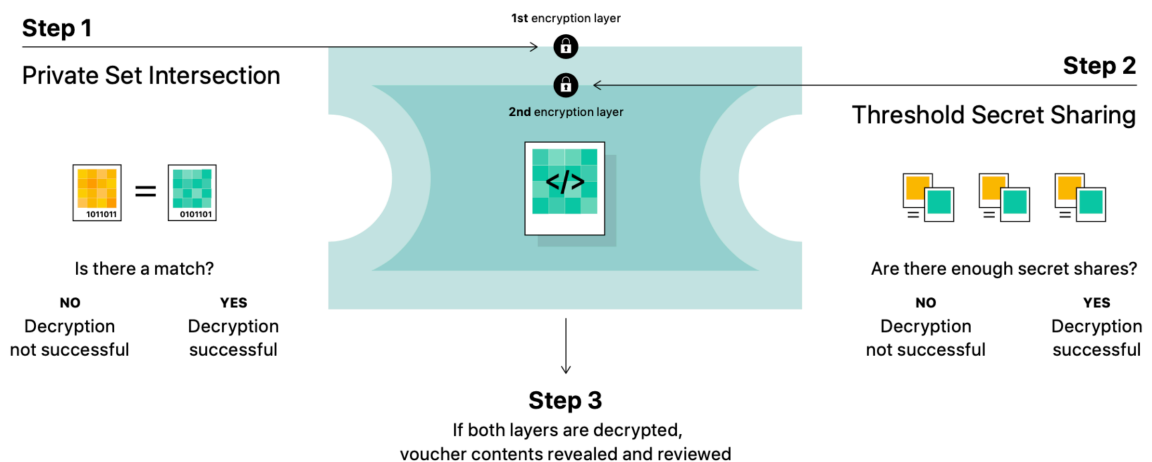 Step 1
Private Set Intersection
1011011
=
0101101
Is there a match?
NO
Decryption
not successful
YES
Decryption
successful
1st encryption layer
2nd encryption layer
</>
Step 2
Threshold Secret Sharing
=
=
=
Are there enough secret shares?
NO
Decryption
not successful
YES
Decryption
successful
Step 3
If both layers are decrypted,
voucher contents revealed and reviewed